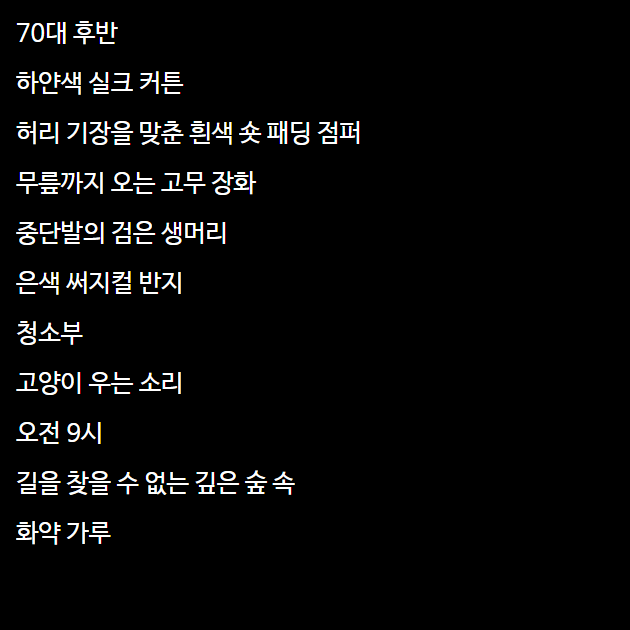 70대 후반
하얀색 실크 커튼
허리 기장을 맞춘 흰색 숏 패딩 점퍼
무릎까지 오는 고무 장화
중단발의 검은 생머리
은색 써지컬 반지
청소부
고양이 우는 소리
오전 9시
길을 찾을 수 없는 깊은 숲 속
화약 가루